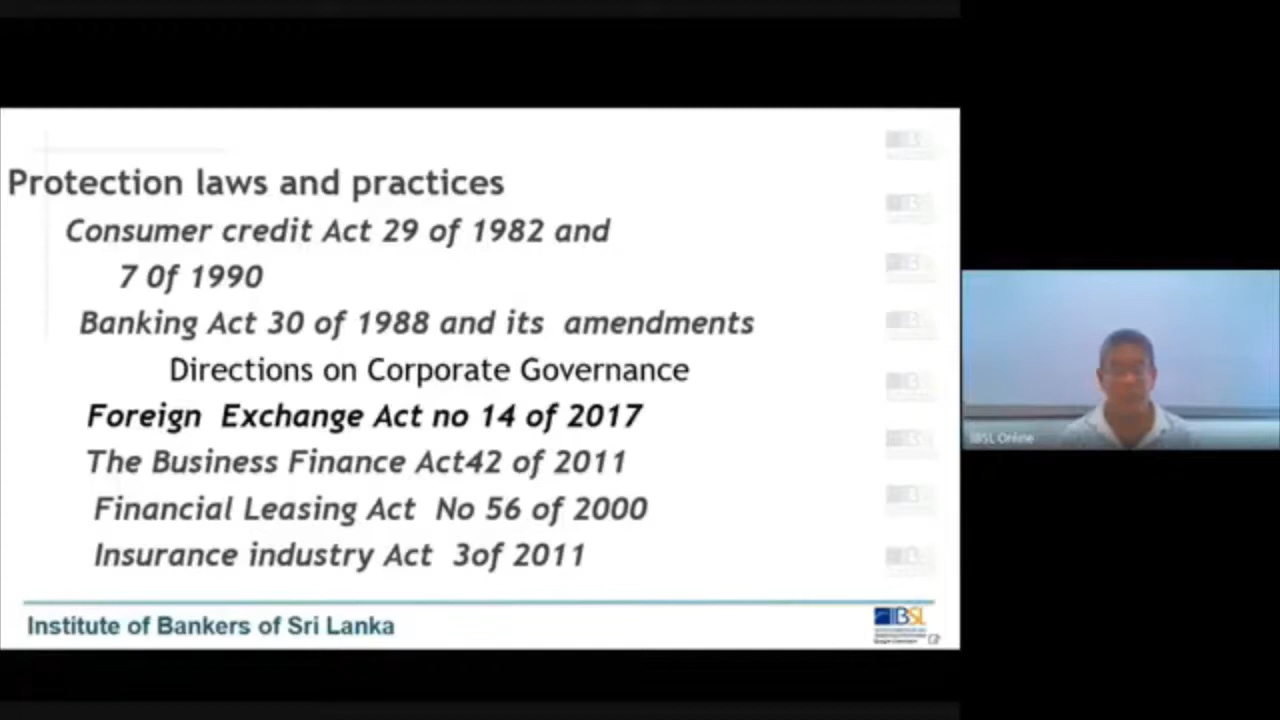 Protection laws and practices
Consumer credit Act 29 of 1982 and
7 0f 1990
Banking Act 30 of 1988 and its amendments
Directions on Corporate Governance
Foreign Exchange Act no 14 of 2017
The Business Finance Act42 of 2011
Financial Leasing Act No 56 of 2000
Insurance industry Act 3of 2011
Institute of Bankers of Sri Lanka
IBSL
IBSL Online